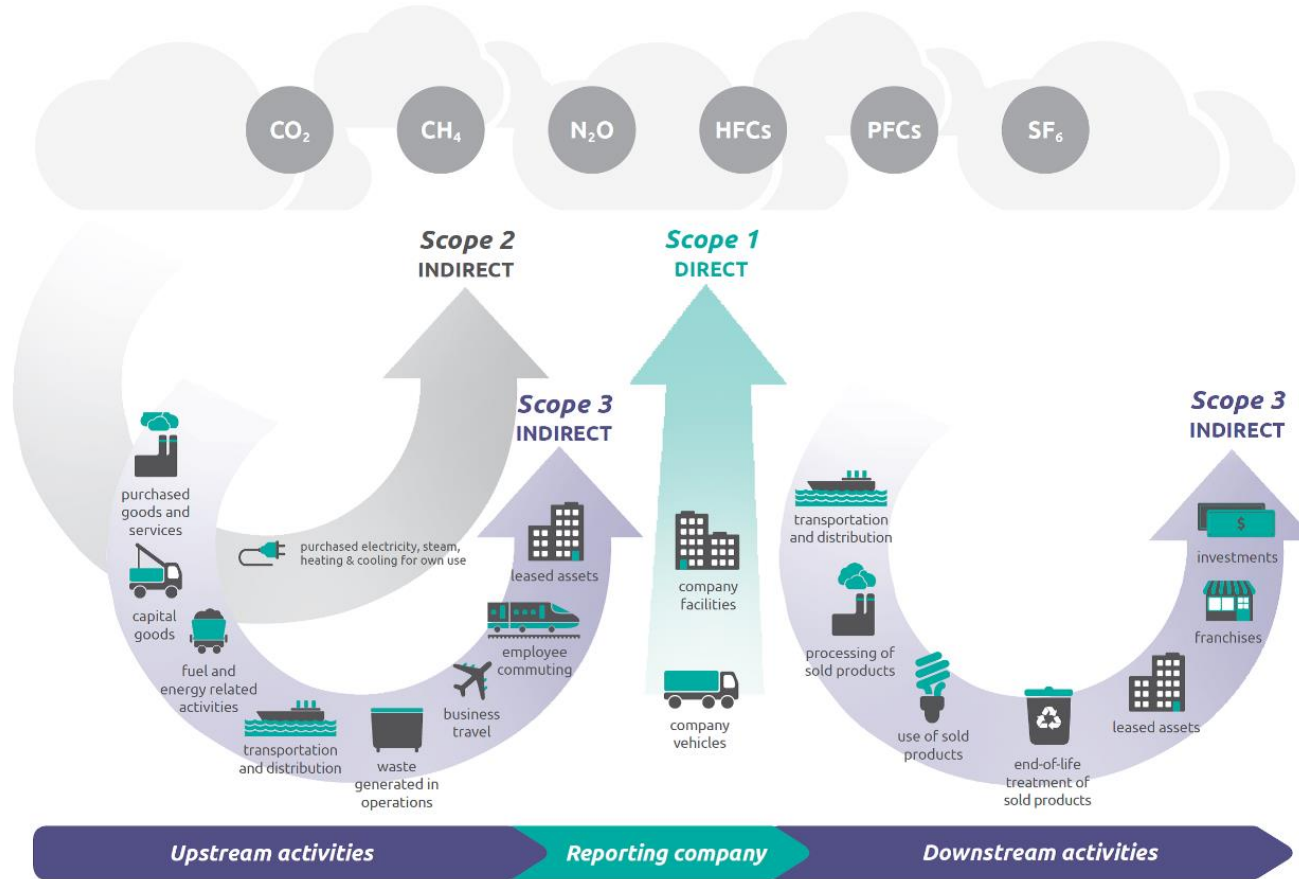 CO₂
CH₄
N₂O
HFCs
PFCs
SF₆
Scope 2
INDIRECT
Scope 1
DIRECT
Scope 3
INDIRECT
Scope 3
INDIRECT
purchased
goods and
services
capital
goods
fuel and
energy related
activities
transportation
and distribution
waste
generated in
operations
business
travel
employee
commuting
leased assets
purchased electricity, steam,
heating & cooling for own use
company
facilities
company
vehicles
transportation
and distribution
processing of
sold products
use of sold
products
end-of-life
treatment of
sold products
leased assets
franchises
$
investments
Upstream activities
Reporting company
Downstream activities